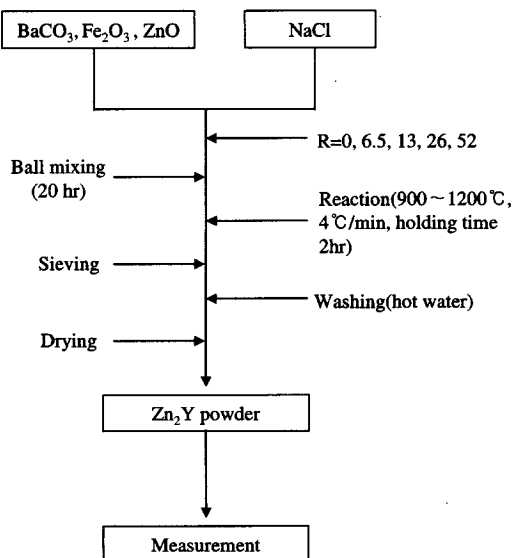 BaCO₃, Fe₂O₃, ZnO
NaCl
R=0, 6.5, 13, 26, 52
Ball mixing
(20 hr)
Reaction(900～1200℃,
4℃/min, holding time
2hr)
Sieving
Washing(hot water)
Drying
Zn₂Y powder
Measurement